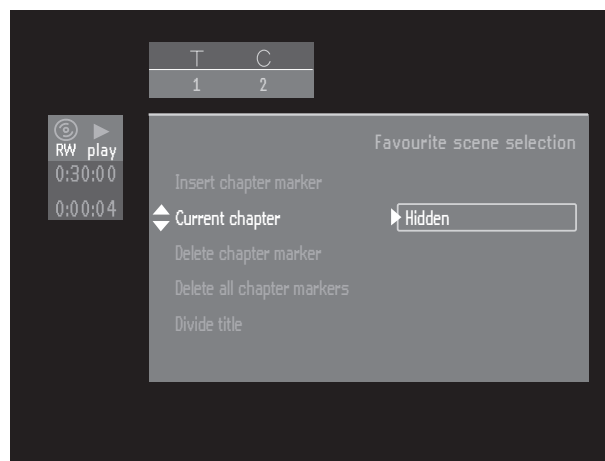 T C
1 2
RW play
0:30:00
0:00:04
Favourite scene selection
Insert chapter marker
Current chapter Hidden
Delete chapter marker
Delete all chapter markers
Divide title